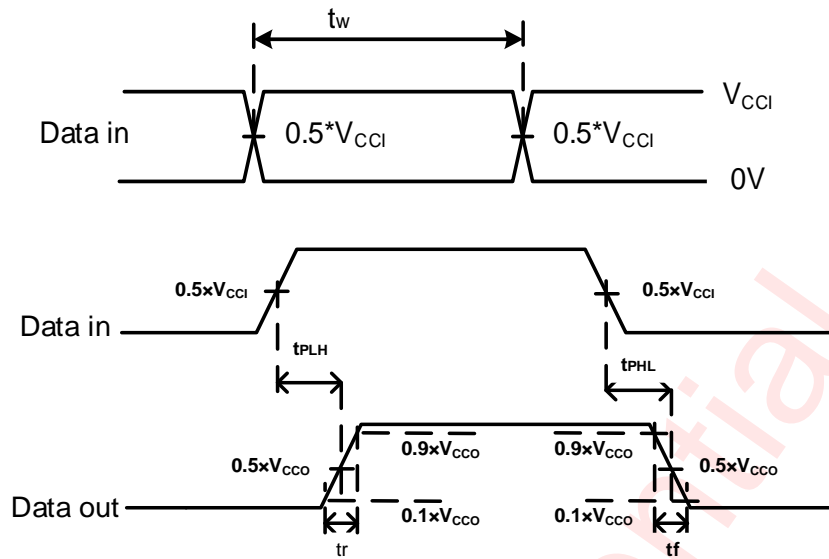 tW
VCCI
Data in
0.5*VCCI
0.5*VCCI
0V
0.5×VCCI
0.5×VCCI
Data in
tPLH
tPHL
0.9×VCCO
0.9×VCCO
0.5×VCCO
0.5×VCCO
Data out
0.1×VCCO
0.1×VCCO
tr
tf
ential